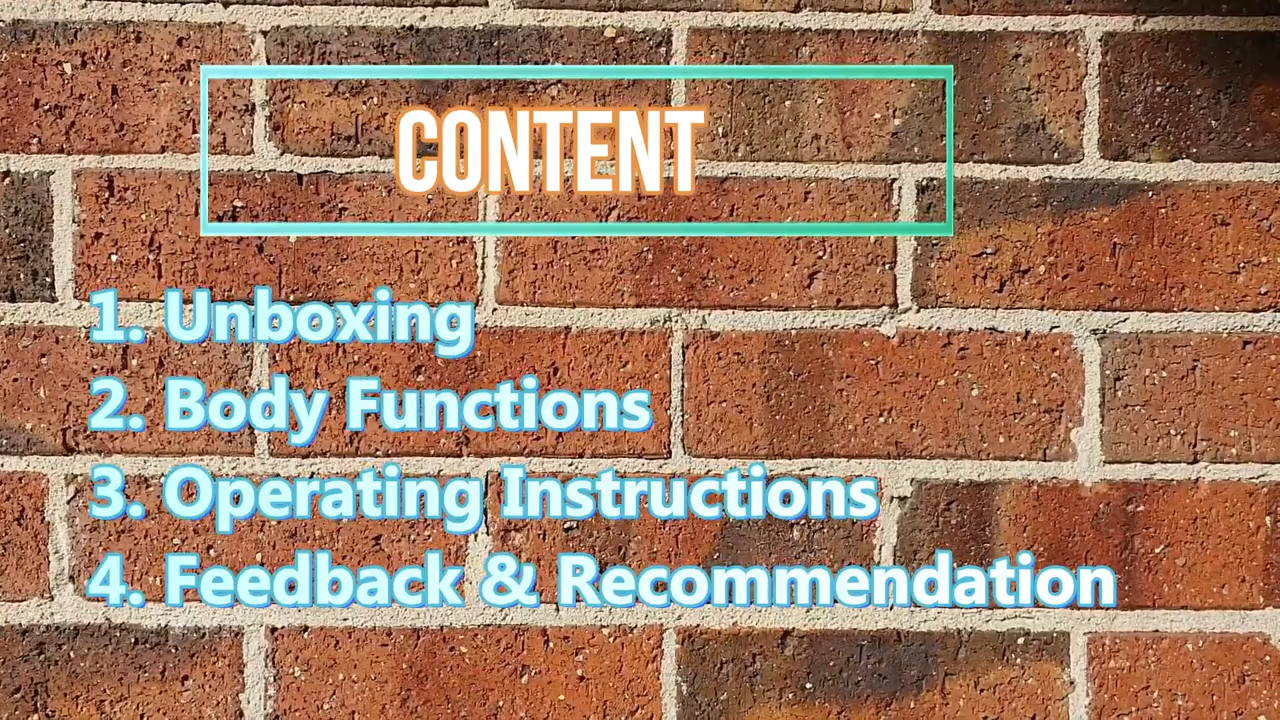 CONTENT
1. Unboxing
2. Body Functions
3. Operating Instructions
4. Feedback & Recommendation